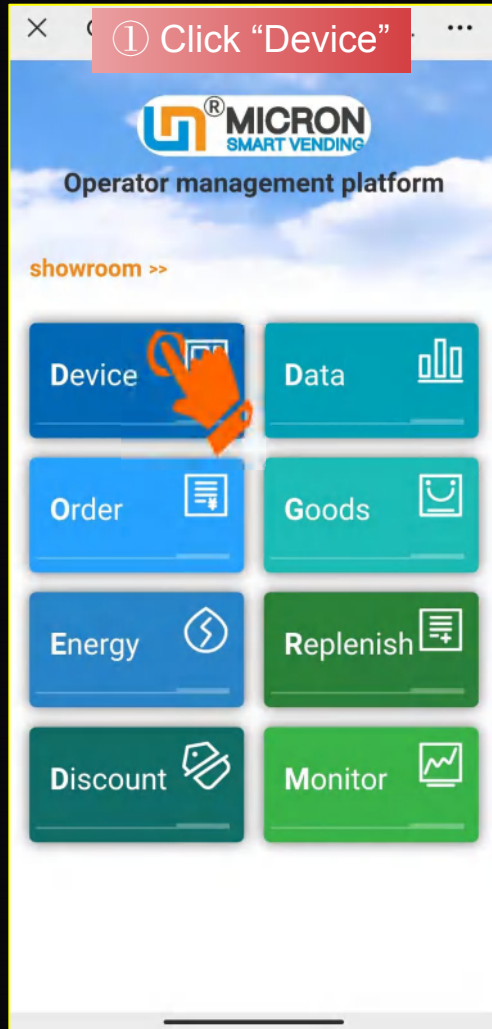 ① Click “Device”
®
MICRON
SMART VENDING
Operator management platform
showroom >>
Device
Data
Order
Goods
Energy
Replenish
Discount
Monitor